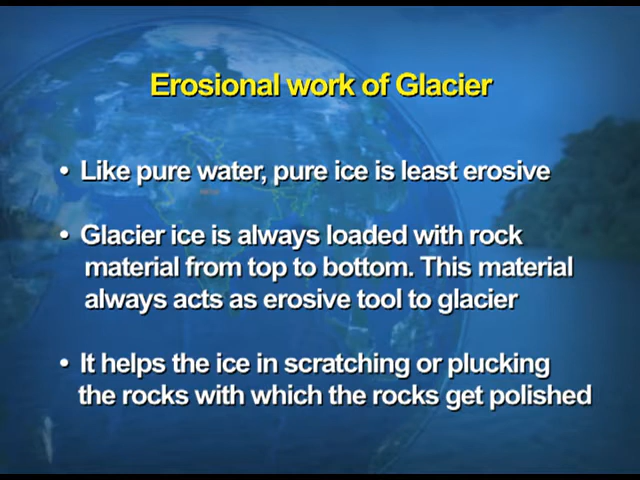 Erosional work of Glacier
• Like pure water, pure ice is least erosive
• Glacier ice is always loaded with rock
material from top to bottom. This material
always acts as erosive tool to glacier
• It helps the ice in scratching or plucking
the rocks with which the rocks get polished